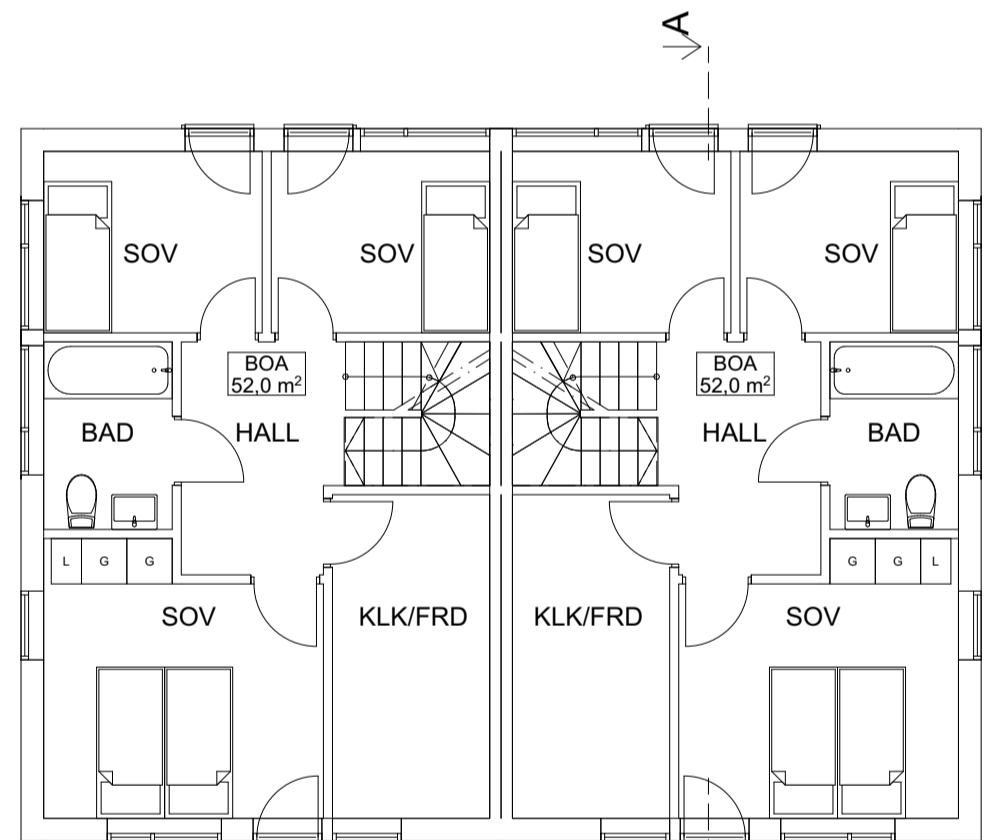 A
SOV
SOV
SOV
SOV
BOA
52,0 m²
BOA
52,0 m²
BAD
HALL
HALL
BAD
L G G
G G L
SOV
KLK/FRD
KLK/FRD
SOV